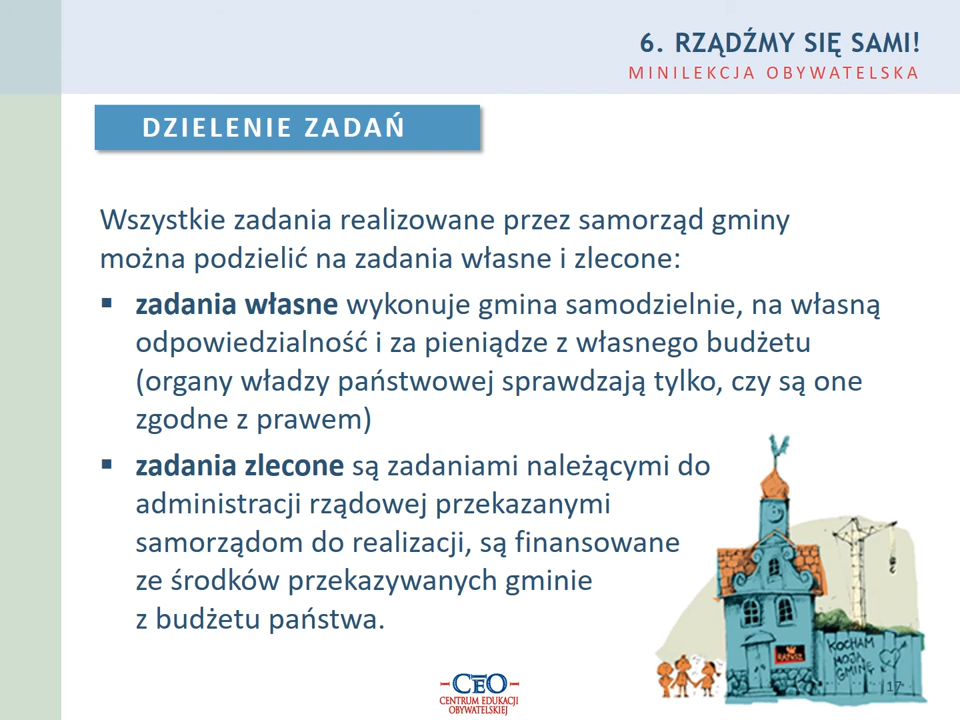 6. RZĄDŹMY SIĘ SAMI!
MINILEKCJA OBYWATELSKA
DZIELENIE ZADAŃ
Wszystkie zadania realizowane przez samorząd gminy
można podzielić na zadania własne i zlecone:
▪ zadania własne wykonuje gmina samodzielnie, na własną
odpowiedzialność i za pieniądze z własnego budżetu
(organy władzy państwowej sprawdzają tylko, czy są one
zgodne z prawem)
▪ zadania zlecone są zadaniami należącymi do
administracji rządowej przekazanymi
samorządom do realizacji, są finansowane
ze środków przekazywanych gminie
z budżetu państwa.
RATUSZ
KOCHAM
MOJĄ
GMINĘ
17
CEO
CENTRUM EDUKACJI
OBYWATELSKIEJ